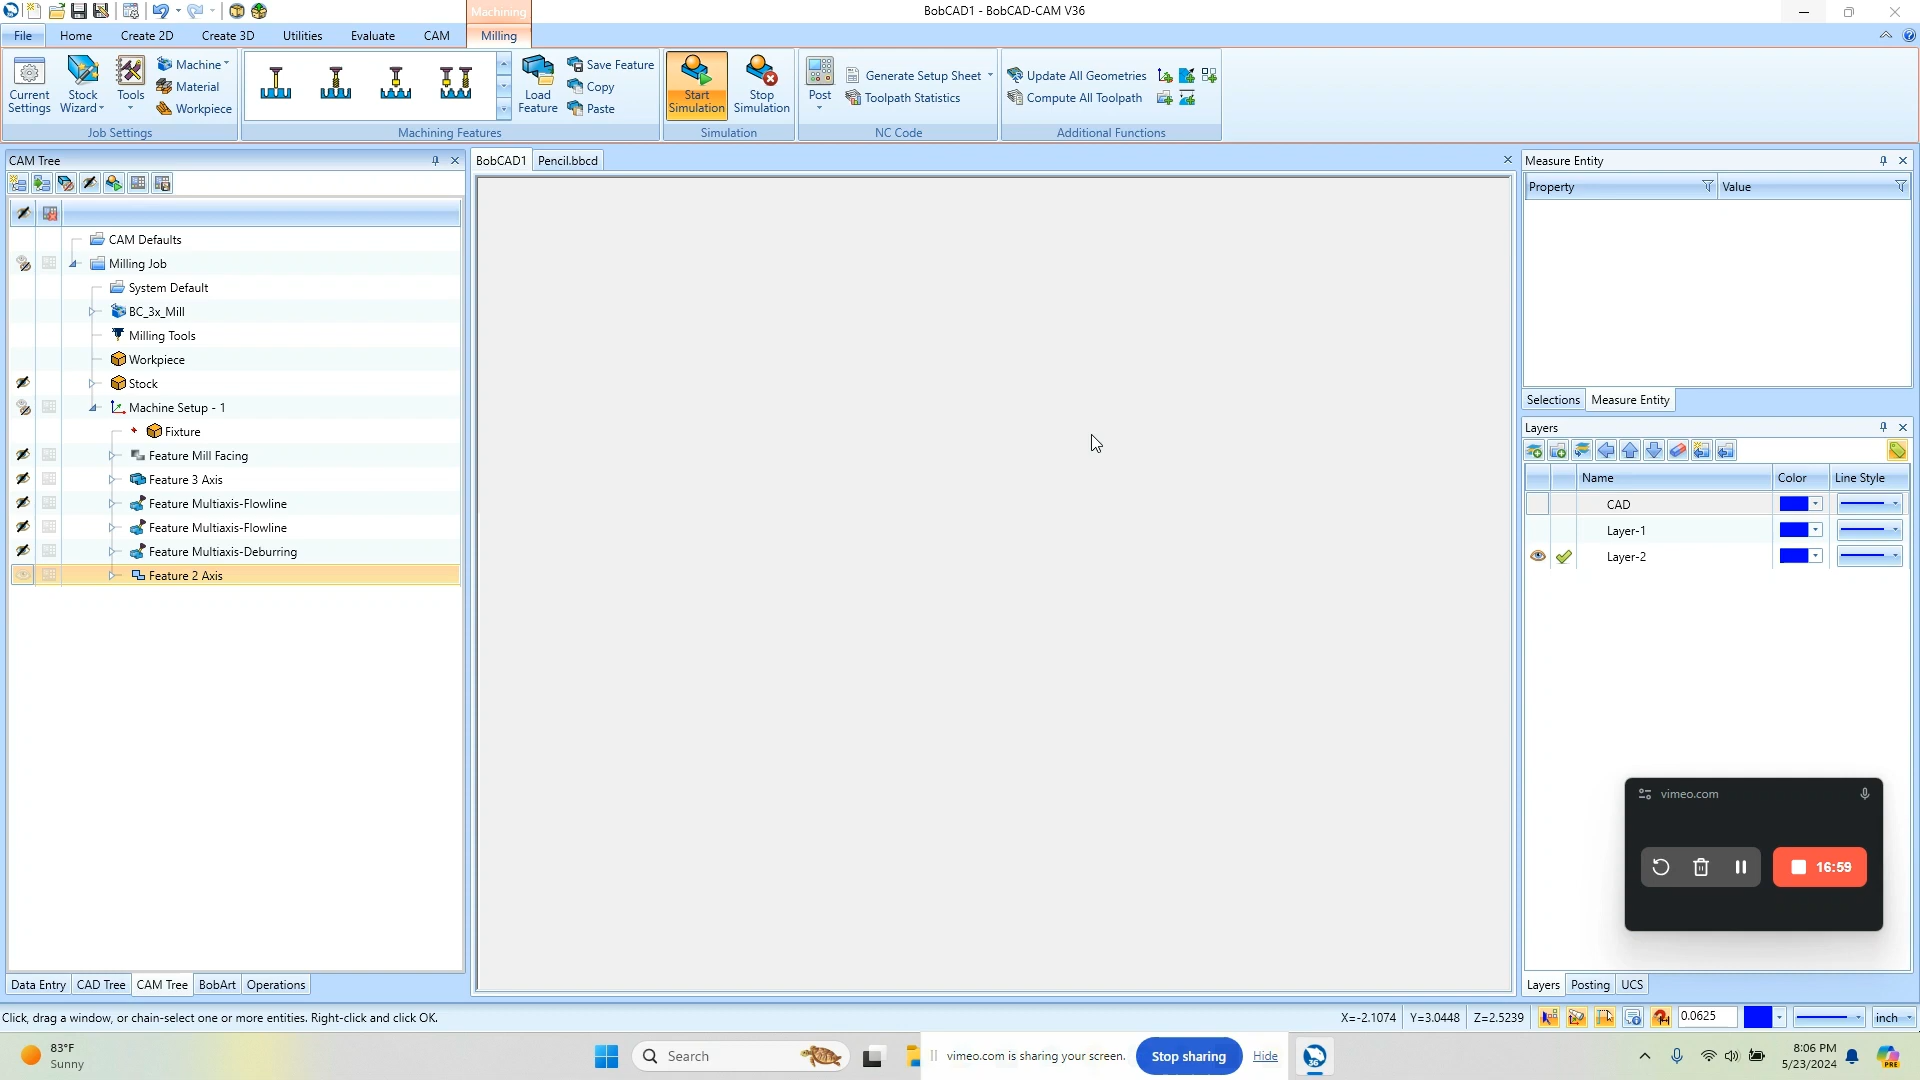 Machining
BobCAD1 - BobCAD-CAM V36
File Home Create 2D Create 3D Utilities Evaluate CAM Milling
Current Settings
Stock Wizard
Tools
Machine
Material
Workpiece
Job Settings
Machining Features
Load Feature
Save Feature
Copy
Paste
Start Simulation
Stop Simulation
Simulation
Post
Generate Setup Sheet
Toolpath Statistics
NC Code
Update All Geometries
Compute All Toolpath
Additional Functions
CAM Tree
CAM Defaults
Milling Job
System Default
BC_3x_Mill
Milling Tools
Workpiece
Stock
Machine Setup - 1
Fixture
Feature Mill Facing
Feature 3 Axis
Feature Multiaxis-Flowline
Feature Multiaxis-Flowline
Feature Multiaxis-Deburring
Feature 2 Axis
Data Entry CAD Tree CAM Tree BobArt Operations
BobCAD1 Pencil.bbcd
Measure Entity
Property Value
Selections Measure Entity
Layers
Name Color Line Style
CAD
Layer-1
Layer-2
vimeo.com
16:59
Layers Posting UCS
Click, drag a window, or chain-select one or more entities. Right-click and click OK.
X=-2.1074 Y=3.0448 Z=2.5239 0.0625 inch
83°F
Sunny
Search
vimeo.com is sharing your screen. Stop sharing Hide
8:06 PM
5/23/2024
PRE